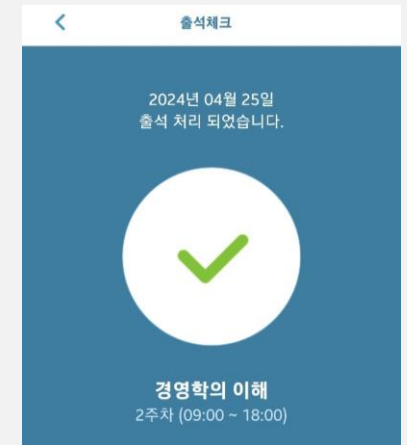 출석체크
2024년 04월 25일
출석 처리 되었습니다.
경영학의 이해
2주차 (09:00 ~ 18:00)